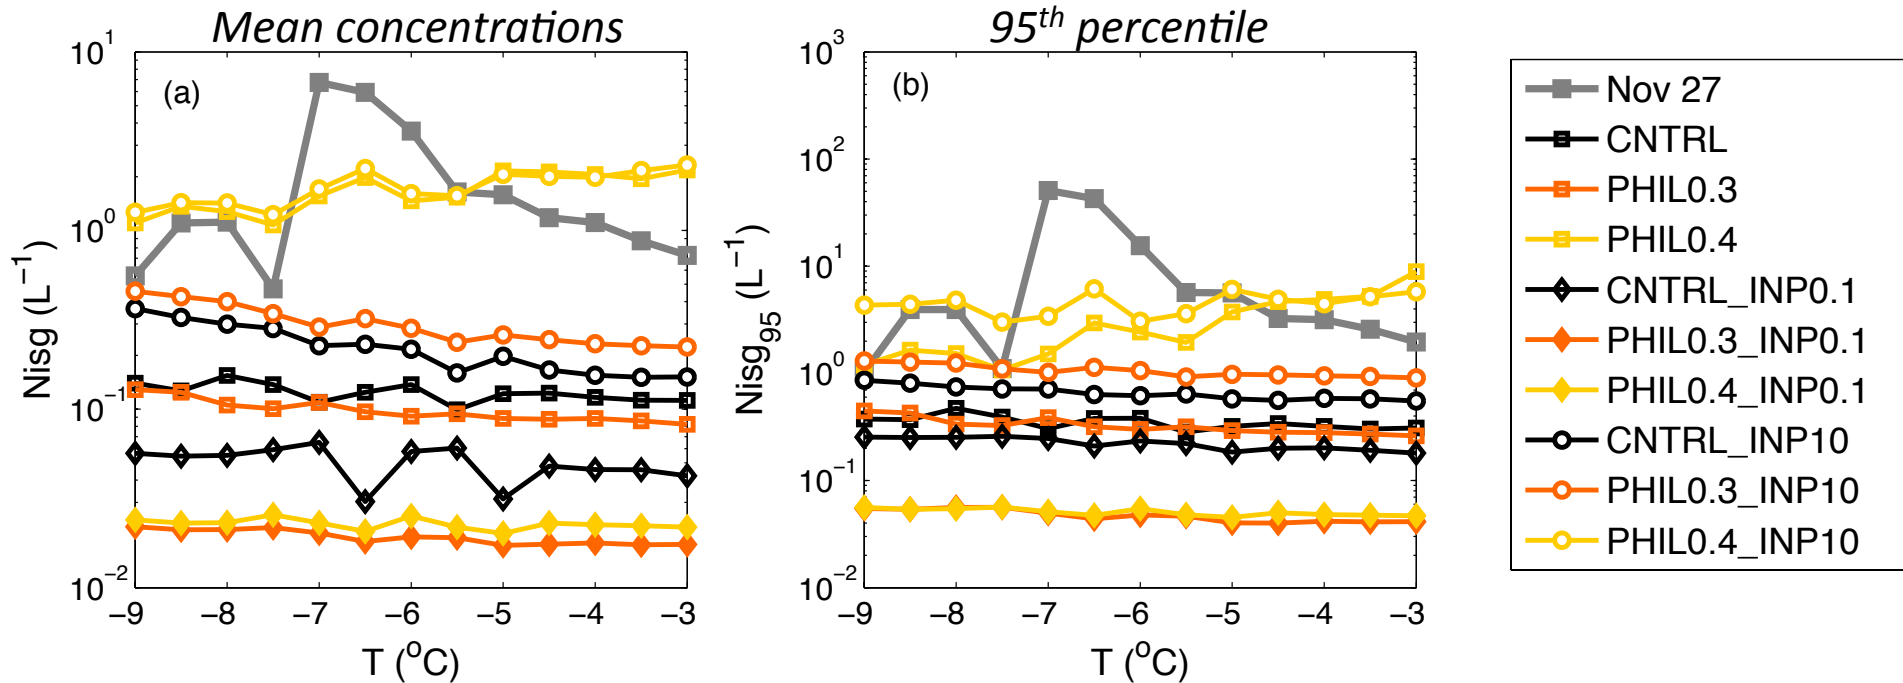 Mean concentrations
95th percentile
(a)
10^1
10^0
10^−1
10^−2
Nisg (L^−1)
−9 −8 −7 −6 −5 −4 −3
T (°C)
(b)
10^3
10^2
10^1
10^0
10^−1
10^−2
Nisg_95 (L^−1)
−9 −8 −7 −6 −5 −4 −3
T (°C)
Nov 27
CNTRL
PHIL0.3
PHIL0.4
CNTRL_INP0.1
PHIL0.3_INP0.1
PHIL0.4_INP0.1
CNTRL_INP10
PHIL0.3_INP10
PHIL0.4_INP10